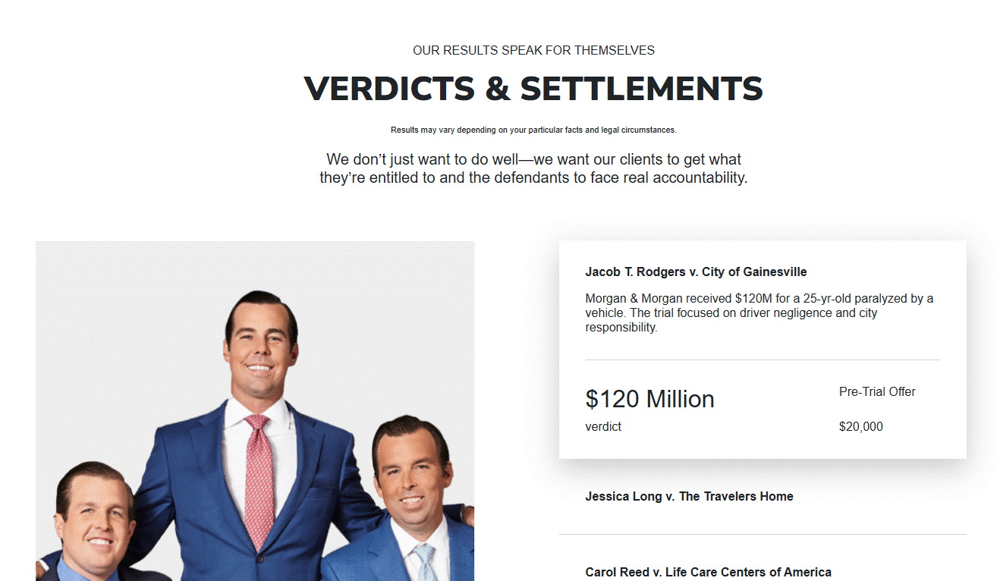 OUR RESULTS SPEAK FOR THEMSELVES
VERDICTS & SETTLEMENTS
Results may vary depending on your particular facts and legal circumstances.
We don’t just want to do well—we want our clients to get what
they’re entitled to and the defendants to face real accountability.
Jacob T. Rodgers v. City of Gainesville
Morgan & Morgan received $120M for a 25-yr-old paralyzed by a
vehicle. The trial focused on driver negligence and city
responsibility.
$120 Million
verdict
Pre-Trial Offer
$20,000
Jessica Long v. The Travelers Home
Carol Reed v. Life Care Centers of America